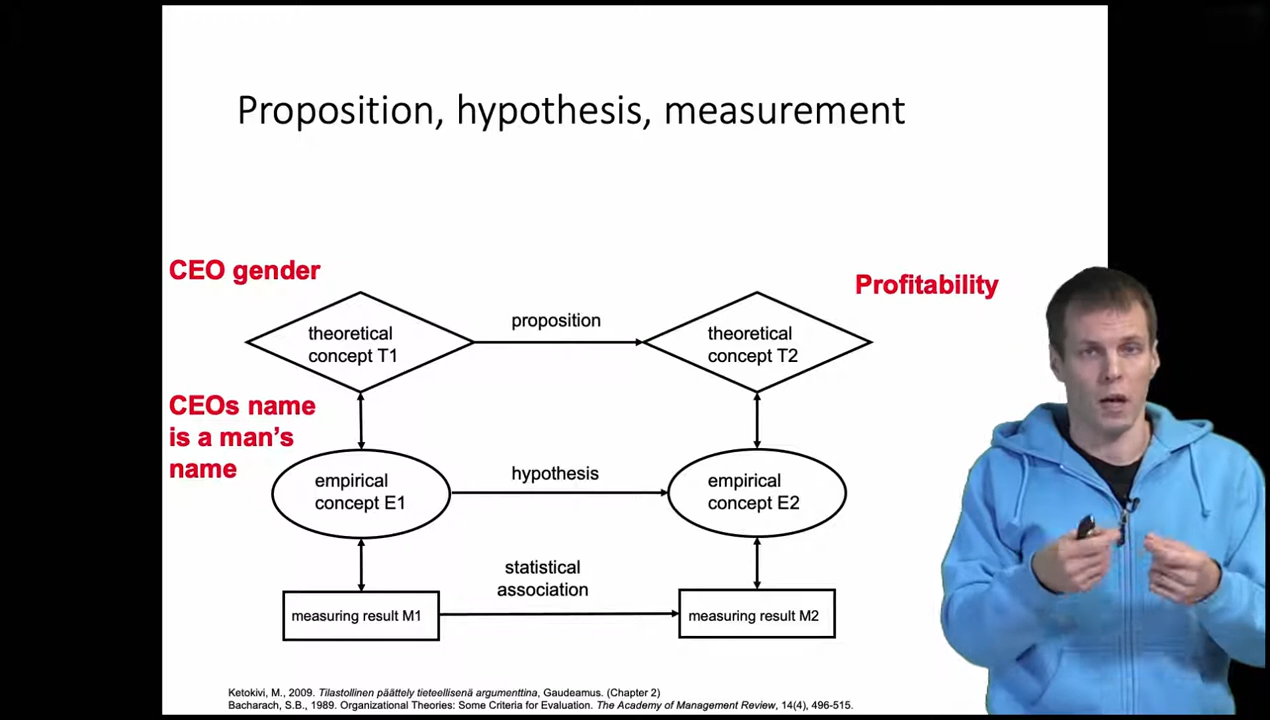 Proposition, hypothesis, measurement
CEO gender
Profitability
proposition
theoretical
concept T1
theoretical
concept T2
CEOs name
is a man's
name
hypothesis
empirical
concept E1
empirical
concept E2
statistical
association
measuring result M1
measuring result M2
Ketokivi, M., 2009. Tilastollinen päättely tieteellisenä argumenttina, Gaudeamus. (Chapter 2)
Bacharach, S.B., 1989. Organizational Theories: Some Criteria for Evaluation. The Academy of Management Review, 14(4), 496-515.